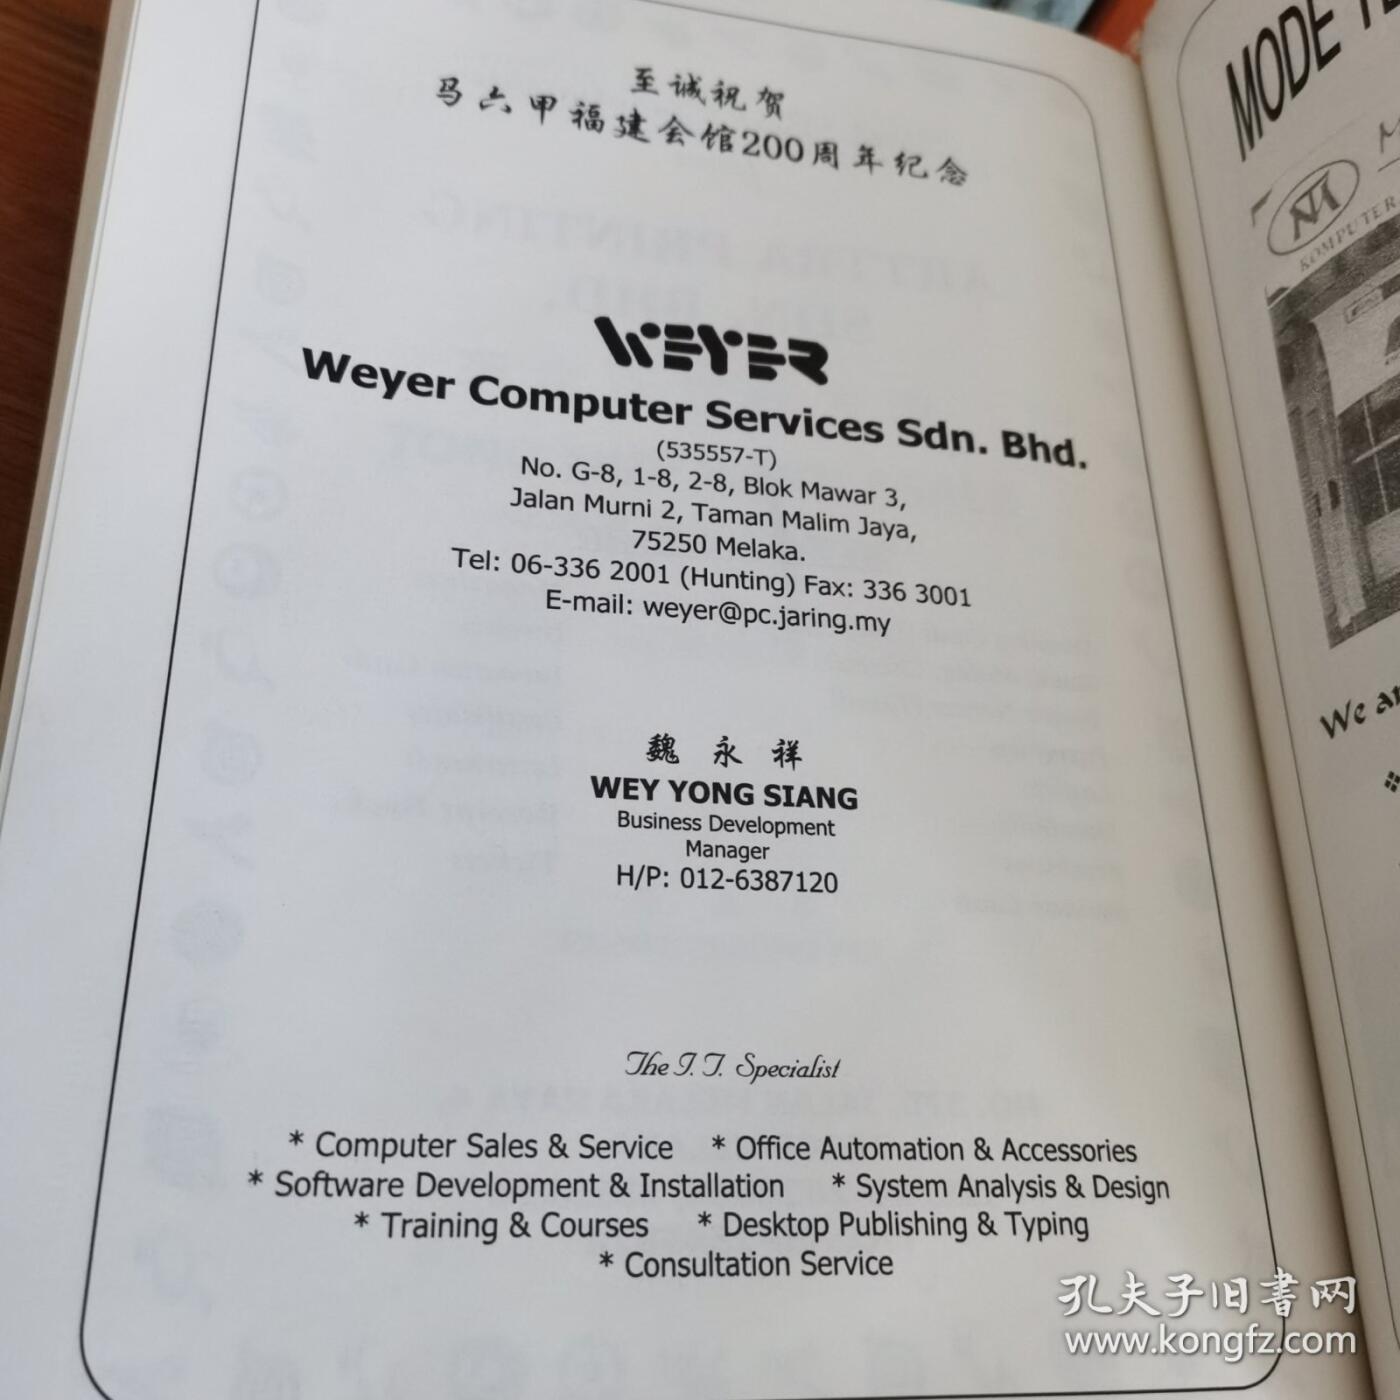 至诚祝贺
马六甲福建会馆200周年纪念
WEYER
Weyer Computer Services Sdn. Bhd.
(535557-T)
No. G-8, 1-8, 2-8, Blok Mawar 3,
Jalan Murni 2, Taman Malim Jaya,
75250 Melaka.
Tel: 06-336 2001 (Hunting) Fax: 336 3001
E-mail: weyer@pc.jaring.my
魏永祥
WEY YONG SIANG
Business Development
Manager
H/P: 012-6387120
The I.T. Specialist
* Computer Sales & Service * Office Automation & Accessories
* Software Development & Installation * System Analysis & Design
* Training & Courses * Desktop Publishing & Typing
* Consultation Service
MODE
KOMPUTER
We ar
孔夫子旧书网
www.kongfz.com